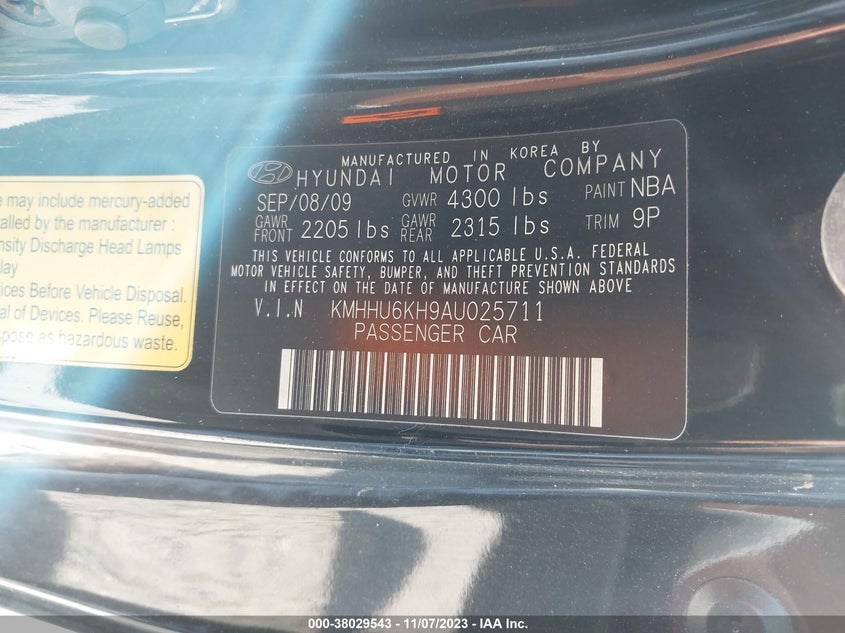 e may include mercury-added
alled by the manufacturer :
nsity Discharge Head Lamps
lay
ices Before Vehicle Disposal.
al of Devices. Please Reuse,
pose as hazardous waste.
MANUFACTURED IN KOREA BY
HYUNDAI MOTOR COMPANY
SEP/08/09 GVWR 4300 lbs PAINT NBA
GAWR FRONT 2205 lbs GAWR REAR 2315 lbs TRIM 9P
THIS VEHICLE CONFORMS TO ALL APPLICABLE U.S.A. FEDERAL
MOTOR VEHICLE SAFETY, BUMPER, AND THEFT PREVENTION STANDARDS
IN EFFECT ON THE DATE OF MANUFACTURE SHOWN ABOVE
V.I.N KMHHU6KH9AU025711
PASSENGER CAR
000-38029543 - 11/07/2023 - IAA Inc.